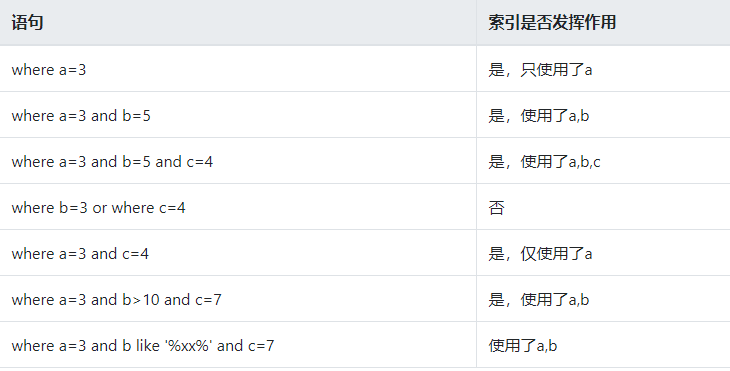 语句 索引是否发挥作用
where a=3 是，只使用了a
where a=3 and b=5 是，使用了a,b
where a=3 and b=5 and c=4 是，使用了a,b,c
where b=3 or where c=4 否
where a=3 and c=4 是，仅使用了a
where a=3 and b>10 and c=7 是，使用了a,b
where a=3 and b like '%xx%' and c=7 使用了a,b